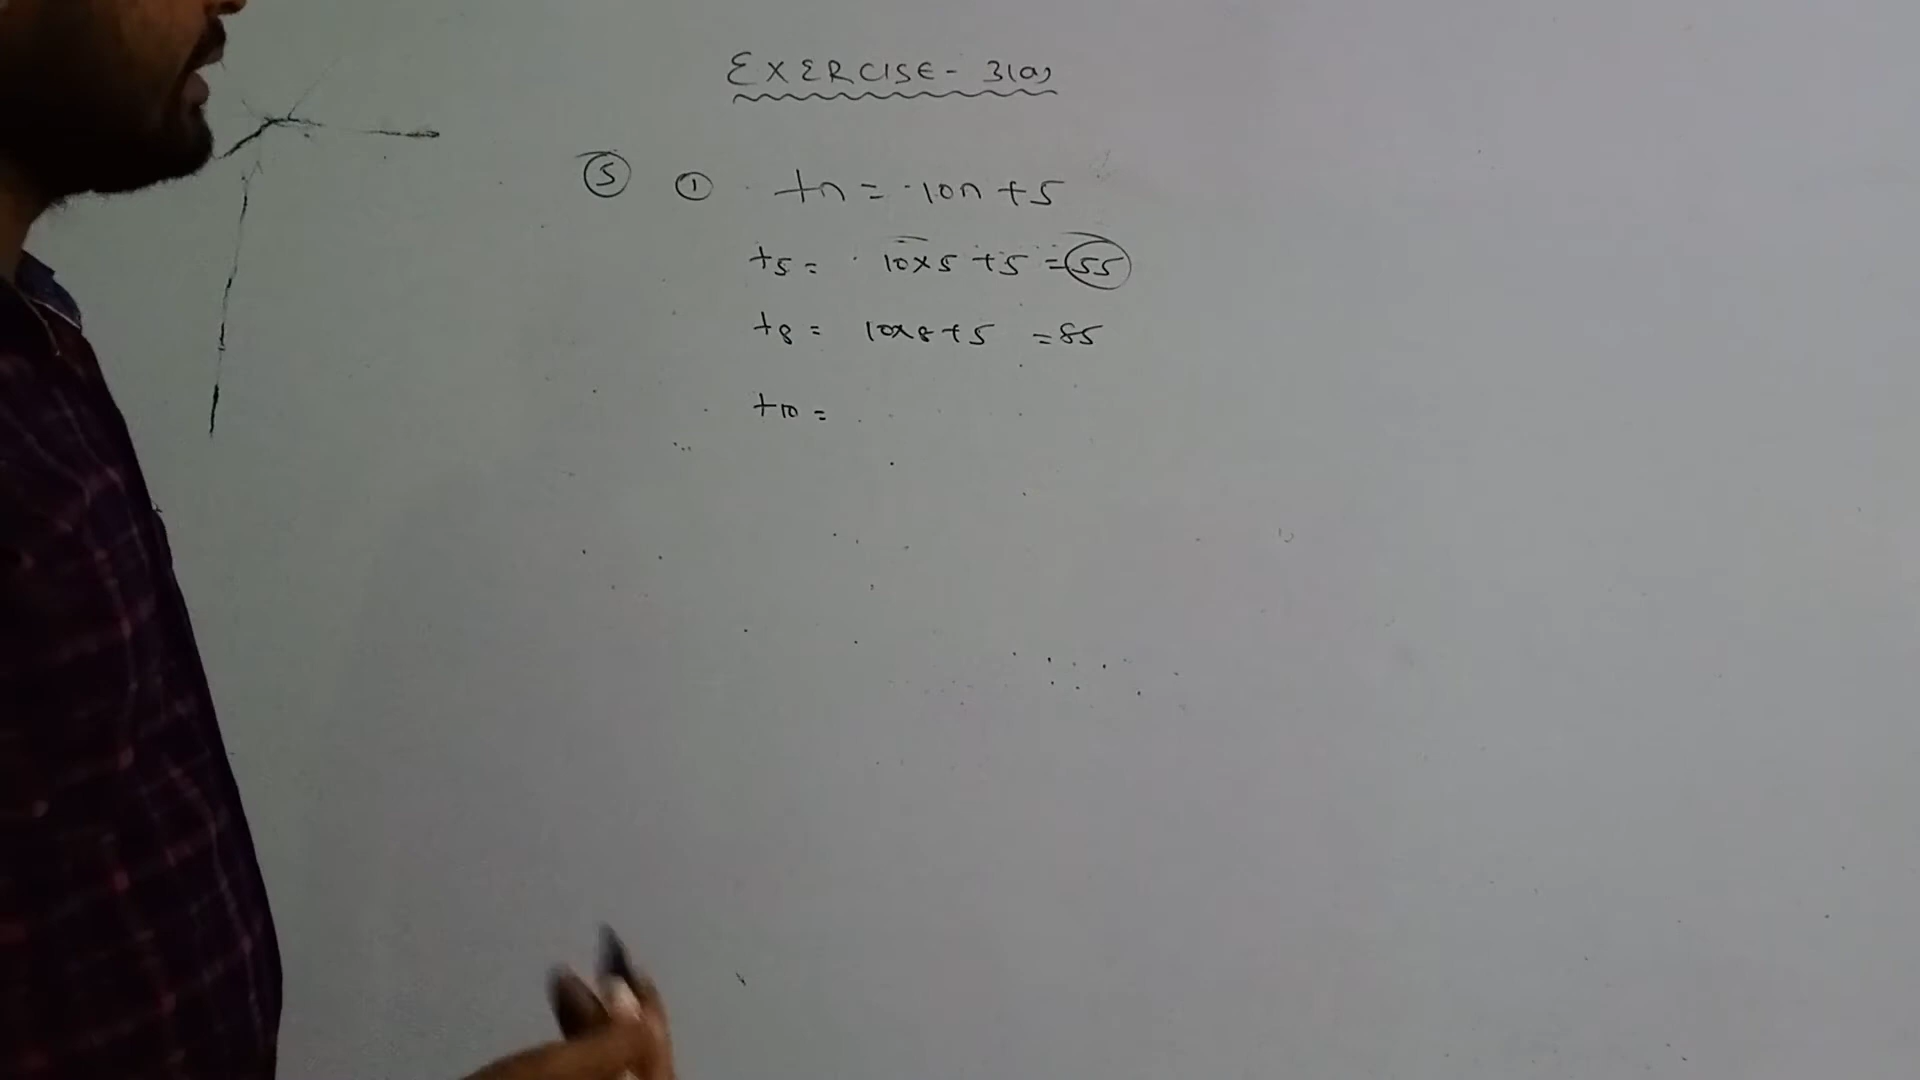 EXERCISE - 3(a)
(5) (1) tn = 10n + 5
t5 = 10×5 + 5 = 55
t8 = 10×8 + 5 = 85
t10 =